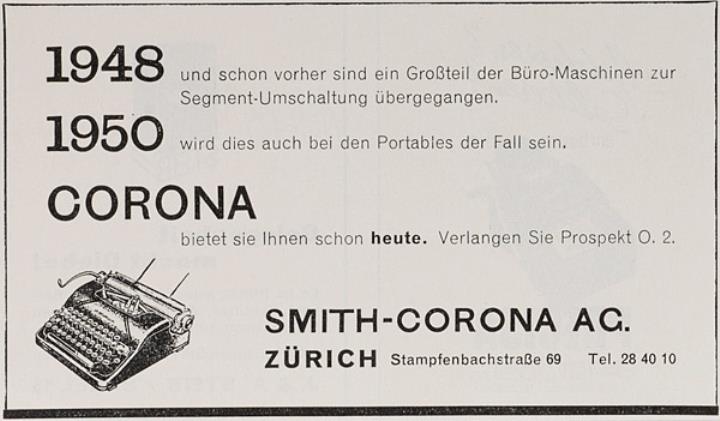 1948 und schon vorher sind ein Großteil der Büro-Maschinen zur
Segment-Umschaltung übergegangen.
1950 wird dies auch bei den Portables der Fall sein.
CORONA
bietet sie Ihnen schon heute. Verlangen Sie Prospekt O. 2.
SMITH-CORONA AG.
ZÜRICH Stampfenbachstraße 69 Tel. 28 40 10